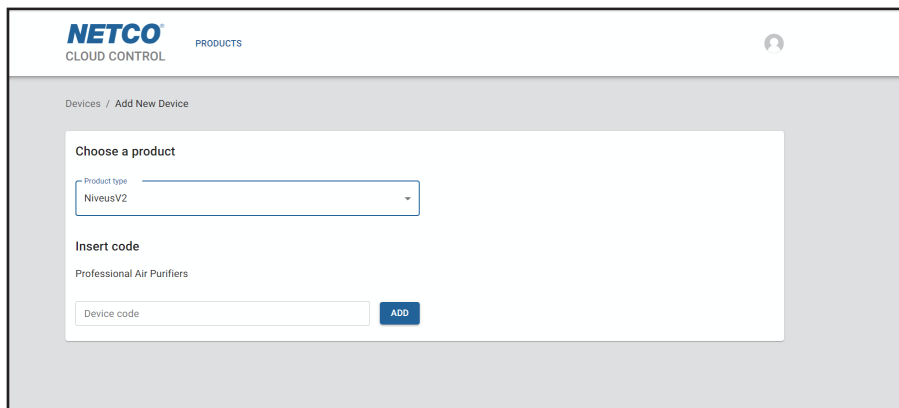 NETCO®
CLOUD CONTROL
PRODUCTS
Devices / Add New Device
Choose a product
Product type
NiveusV2
Insert code
Professional Air Purifiers
Device code
ADD